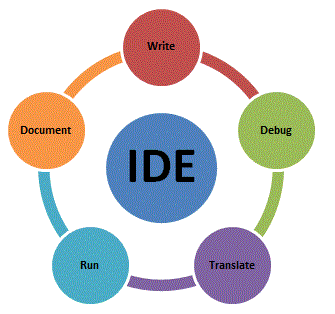 Write
Document
Debug
IDE
Run
Translate